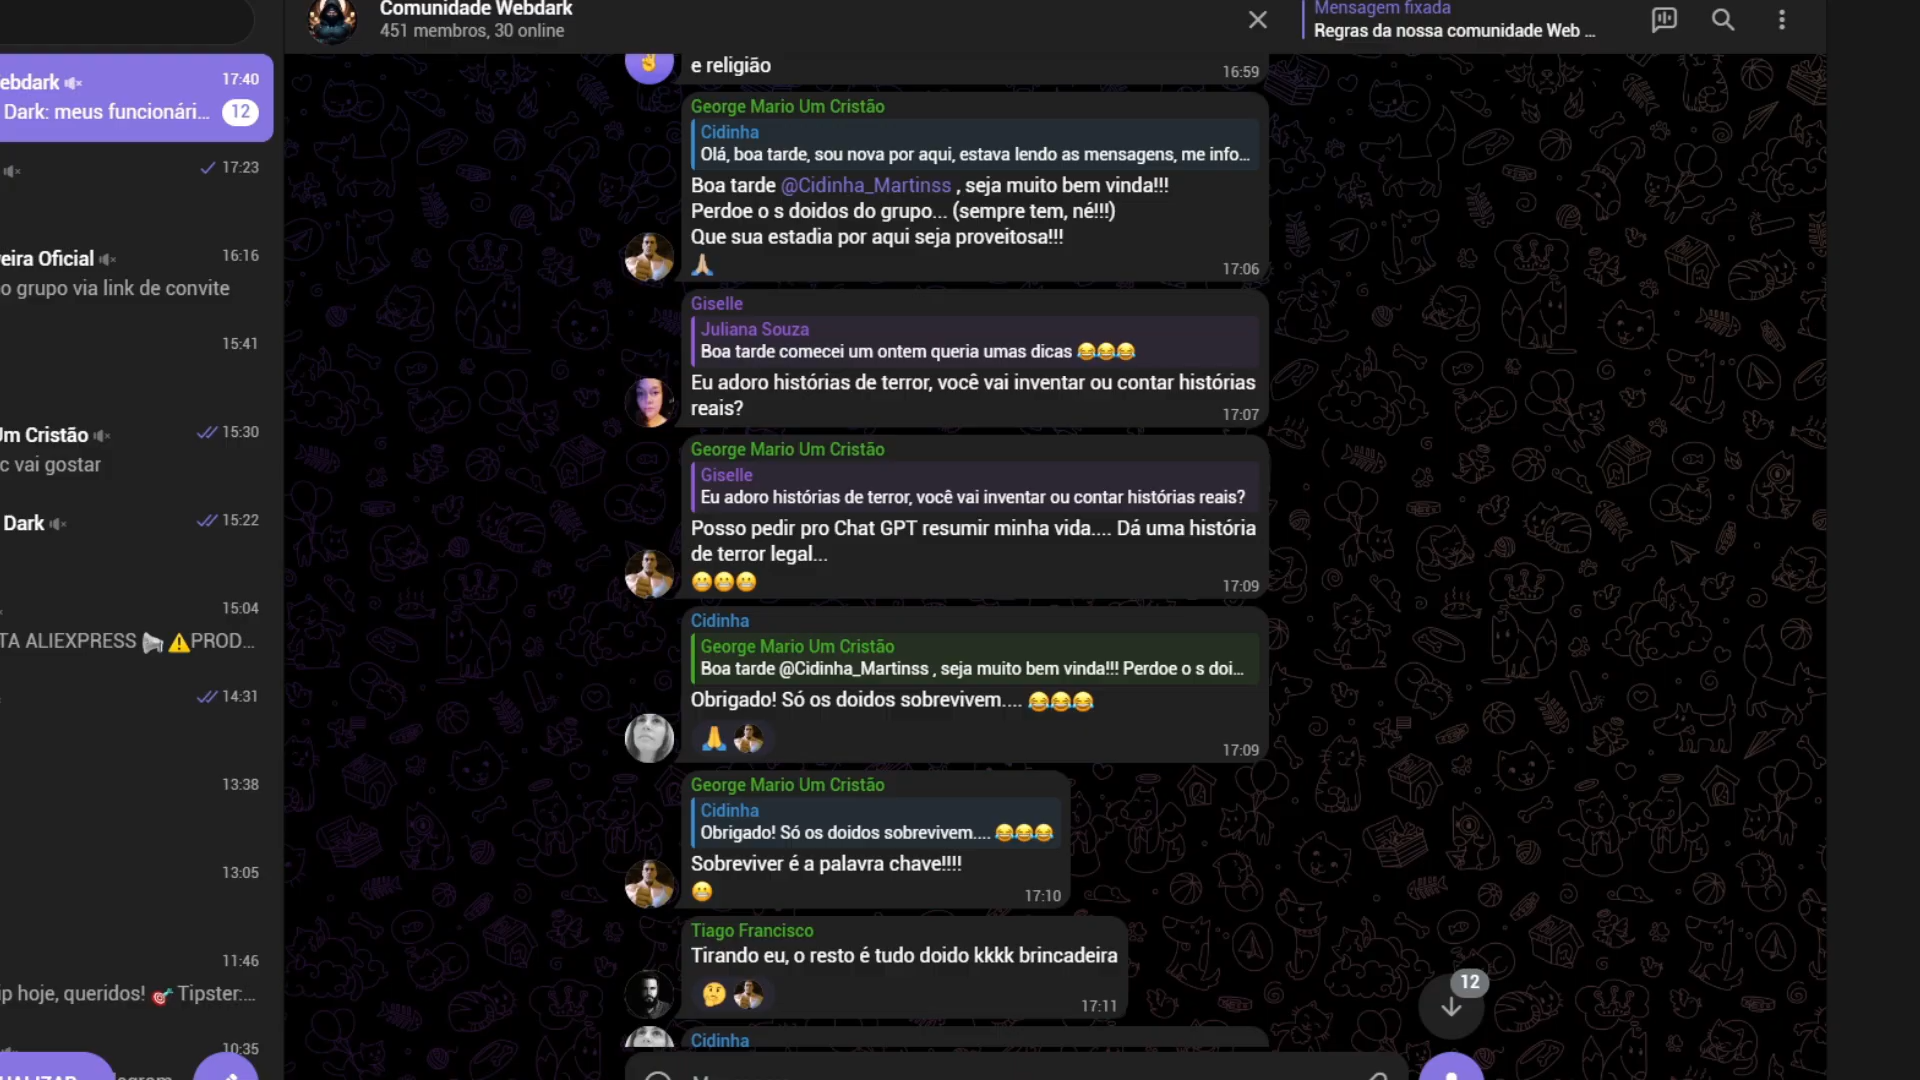 Comunidade Webdark
451 membros, 30 online
Mensagem fixada
Regras da nossa comunidade Web ...
ebdark
17:40
Dark: meus funcionári...
12
17:23
eira Oficial
16:16
o grupo via link de convite
15:41
Um Cristão
15:30
c vai gostar
Dark
15:22
15:04
TA ALIEXPRESS 📢⚠️PROD...
14:31
13:38
13:05
11:46
ip hoje, queridos! 🎯 Tipster:...
10:35
e religião
16:59
George Mario Um Cristão
Cidinha
Olá, boa tarde, sou nova por aqui, estava lendo as mensagens, me info...
Boa tarde @Cidinha_Martinss , seja muito bem vinda!!!
Perdoe o s doidos do grupo... (sempre tem, né!!!)
Que sua estadia por aqui seja proveitosa!!!
🙏🏼
17:06
Giselle
Juliana Souza
Boa tarde comecei um ontem queria umas dicas 😂😂😂
Eu adoro histórias de terror, você vai inventar ou contar histórias
reais?
17:07
George Mario Um Cristão
Giselle
Eu adoro histórias de terror, você vai inventar ou contar histórias reais?
Posso pedir pro Chat GPT resumir minha vida.... Dá uma história
de terror legal...
😬😬😬
17:09
Cidinha
George Mario Um Cristão
Boa tarde @Cidinha_Martinss , seja muito bem vinda!!! Perdoe o s doi...
Obrigado! Só os doidos sobrevivem.... 😂😂😂
🙏
17:09
George Mario Um Cristão
Cidinha
Obrigado! Só os doidos sobrevivem.... 😂😂😂
Sobreviver é a palavra chave!!!!
😬
17:10
Tiago Francisco
Tirando eu, o resto é tudo doido kkkk brincadeira
🤔
17:11
Cidinha
12